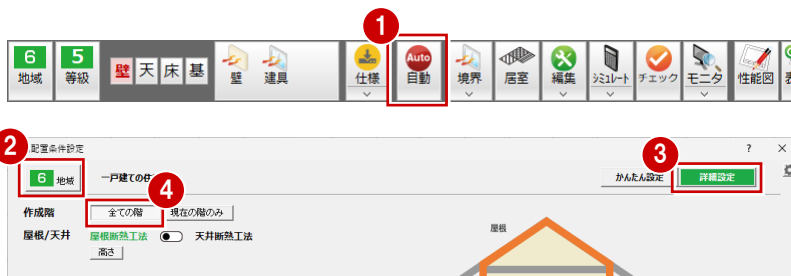 1
6 地域
5 等級
壁 天 床 基
壁
建具
仕様
Auto 自動
境界
居室
編集
シミュレート
チェック
モニタ
性能図
2
配置条件設定
? ×
3
6 地域
一戸建ての住
4
かんたん設定
詳細設定
作成階
全ての階
現在の階のみ
屋根/天井
屋根断熱工法
天井断熱工法
高さ
屋根